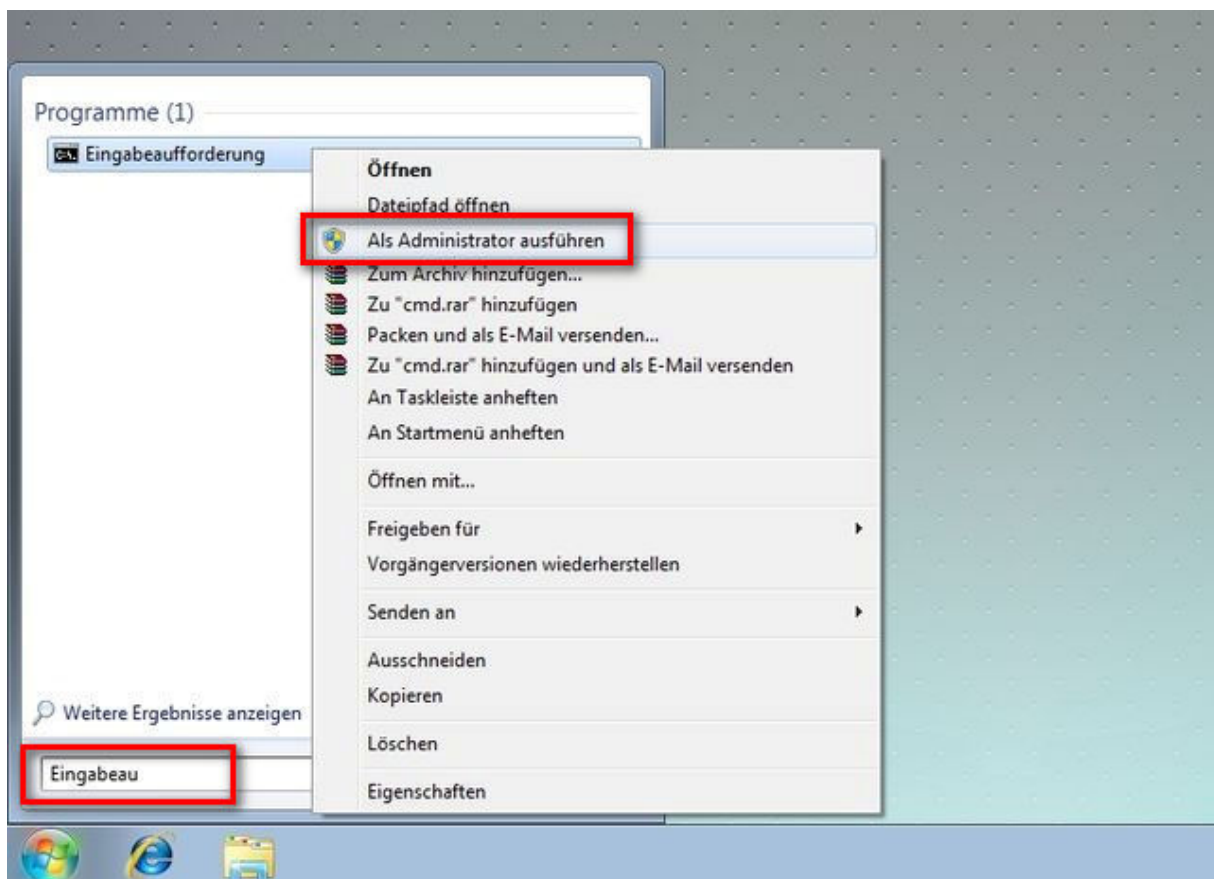 Programme (1)
Eingabeaufforderung
Öffnen
Dateipfad öffnen
Als Administrator ausführen
Zum Archiv hinzufügen...
Zu "cmd.rar" hinzufügen
Packen und als E-Mail versenden...
Zu "cmd.rar" hinzufügen und als E-Mail versenden
An Taskleiste anheften
An Startmenü anheften
Öffnen mit...
Freigeben für
Vorgängerversionen wiederherstellen
Senden an
Ausschneiden
Kopieren
Löschen
Eigenschaften
Weitere Ergebnisse anzeigen
Eingabeau